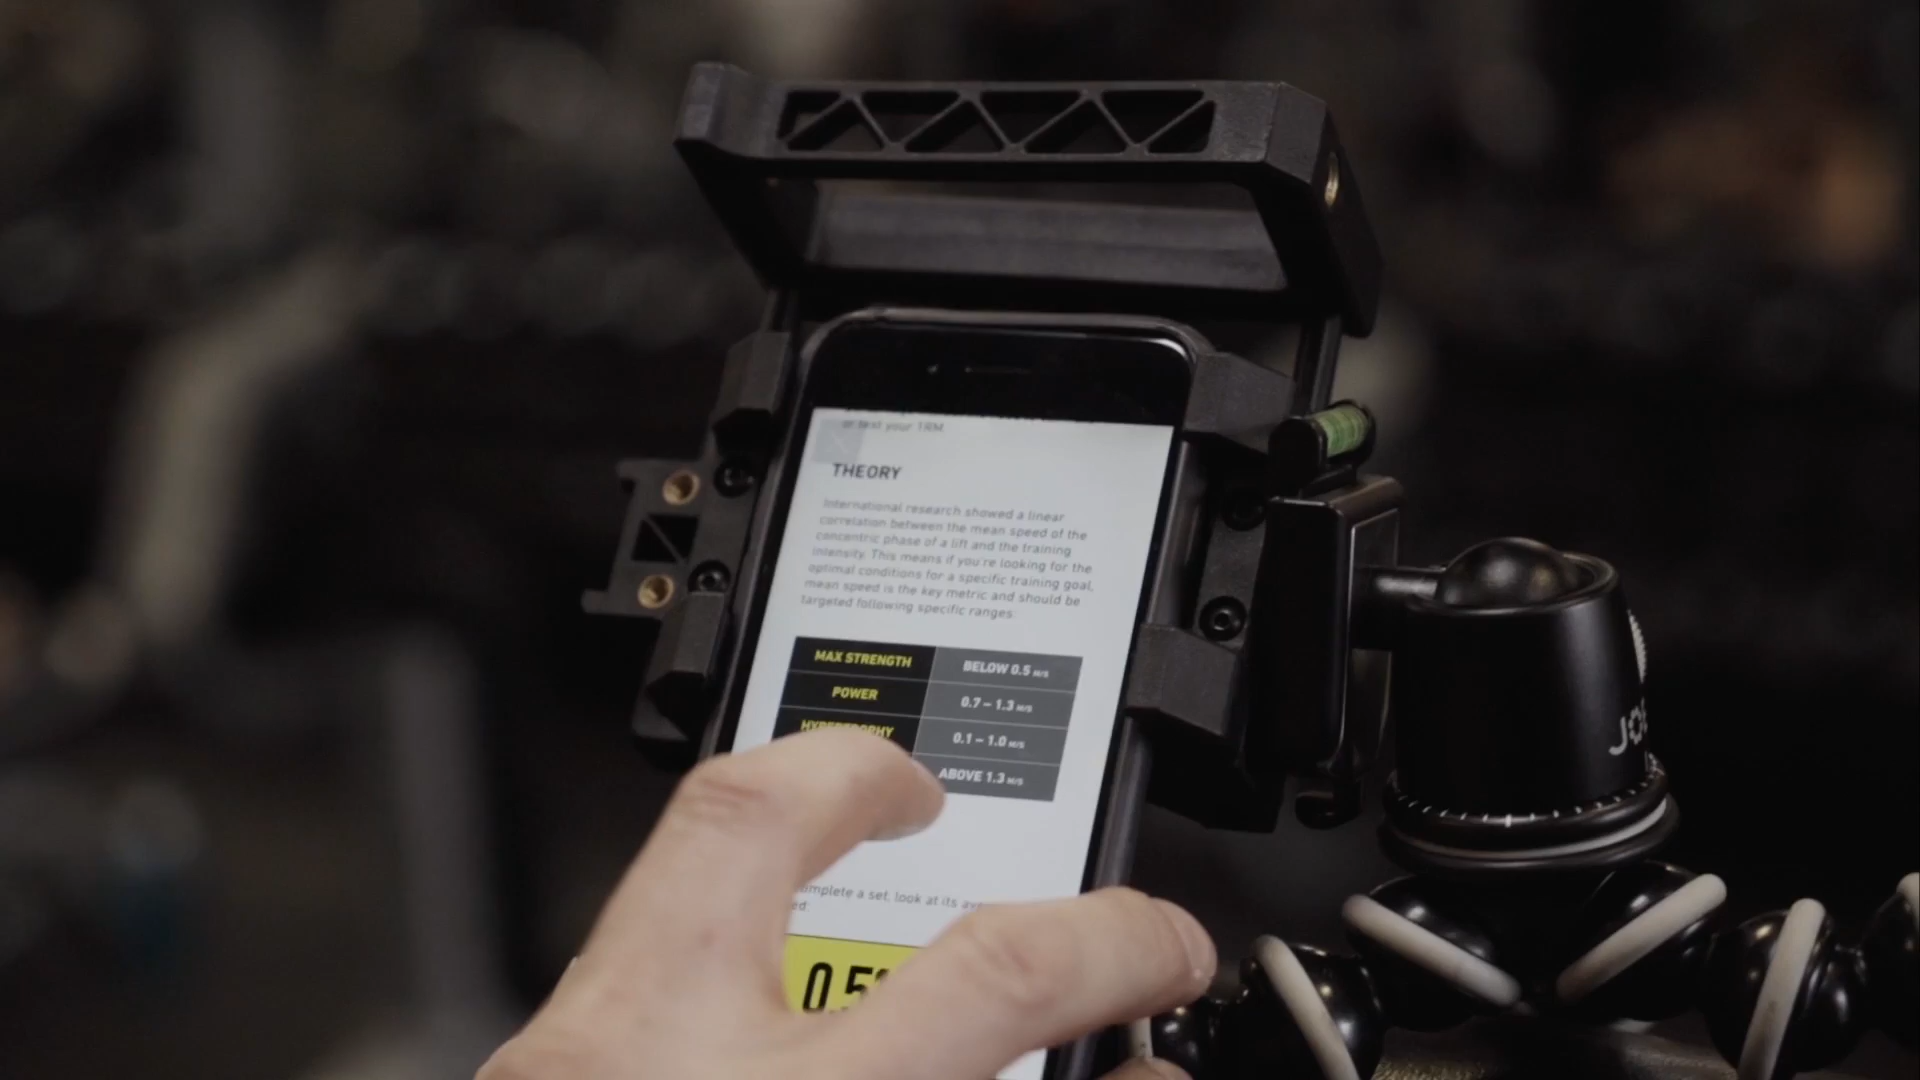 or test your 1RM
THEORY
International research showed a linear
correlation between the mean speed of the
concentric phase of a lift and the training
intensity. This means if you're looking for the
optimal conditions for a specific training goal,
mean speed is the key metric and should be
targeted following specific ranges:
MAX STRENGTH BELOW 0.5 M/S
POWER 0.7 – 1.3 M/S
HYPERTROPHY 0.1 – 1.0 M/S
ABOVE 1.3 M/S
complete a set, look at its
0.5